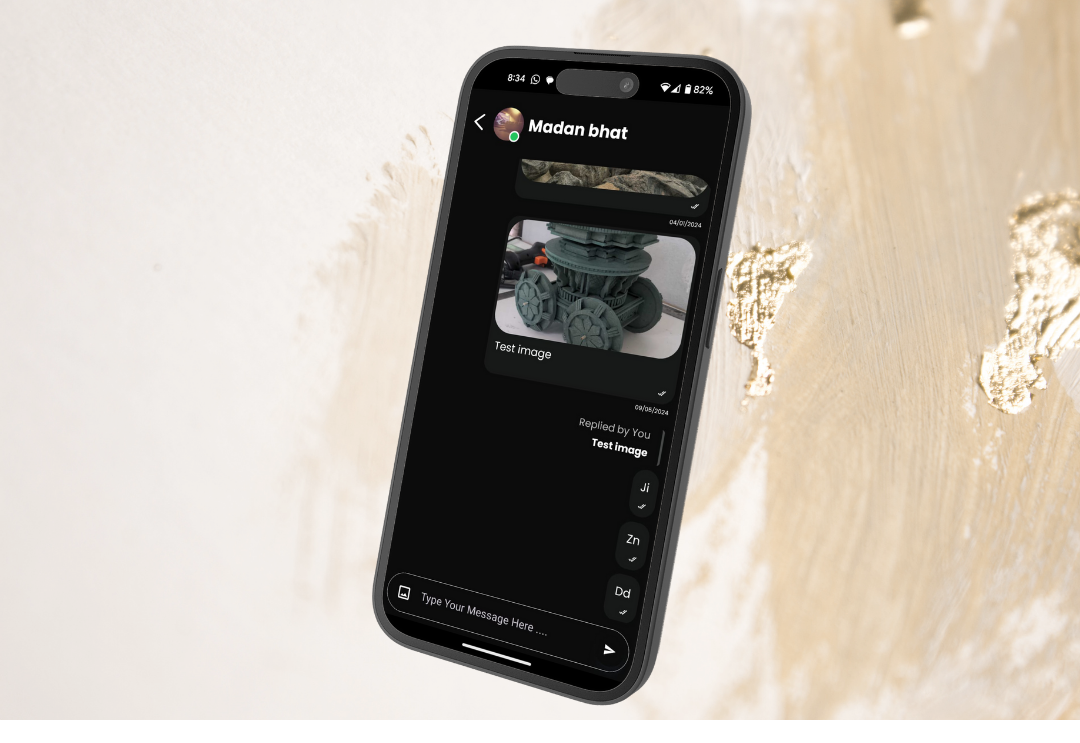 8:34 82%
Madan bhat
04/01/2024
Test image
09/08/2024
Replied by You
Test image
Ji
Zn
Dd
Type Your Message Here ....